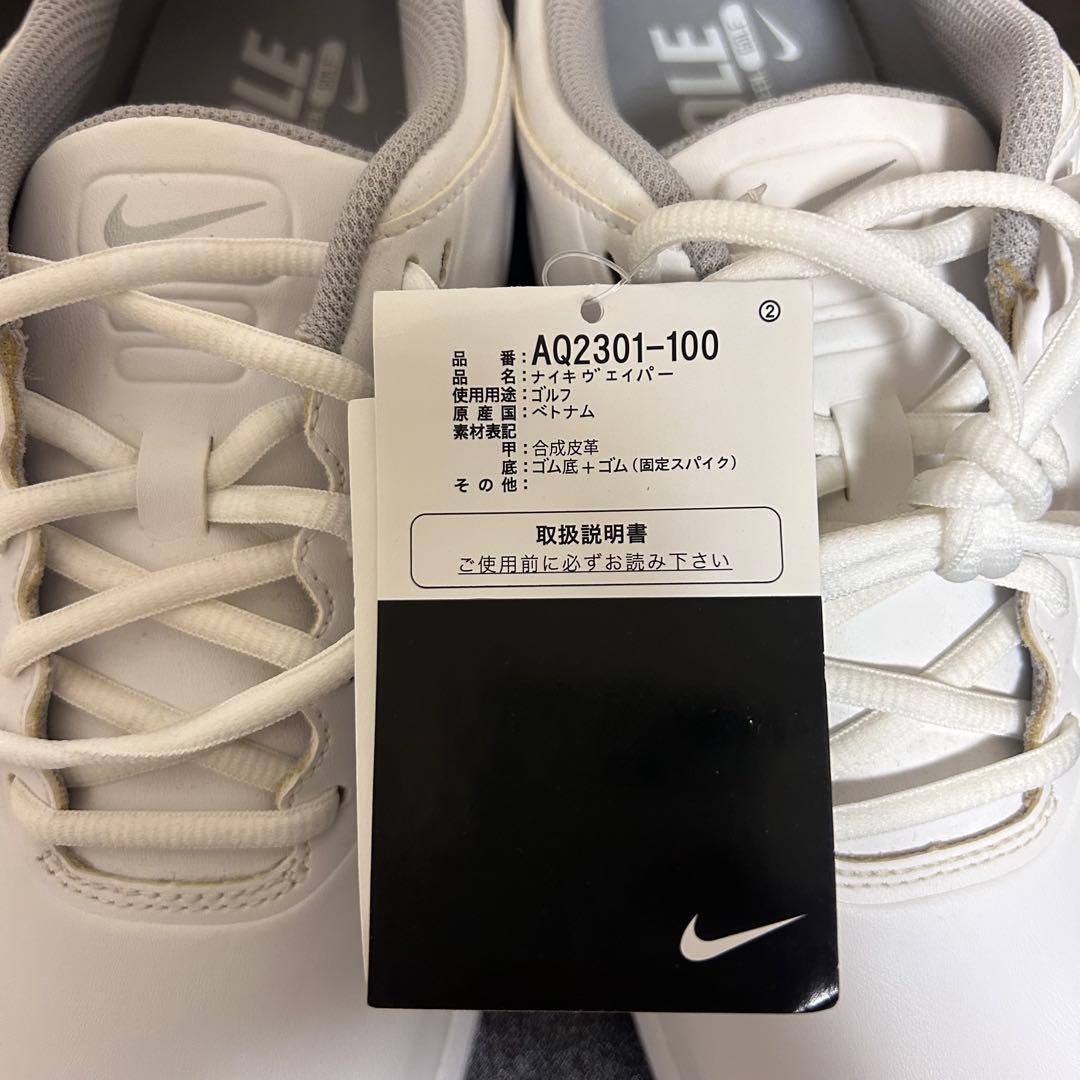 ②
品番：AQ2301-100
品名：ナイキ ヴェイパー
使用用途：ゴルフ
原産国：ベトナム
素材表記
甲：合成皮革
底：ゴム底＋ゴム（固定スパイク）
その他：
取扱説明書
ご使用前に必ずお読み下さい